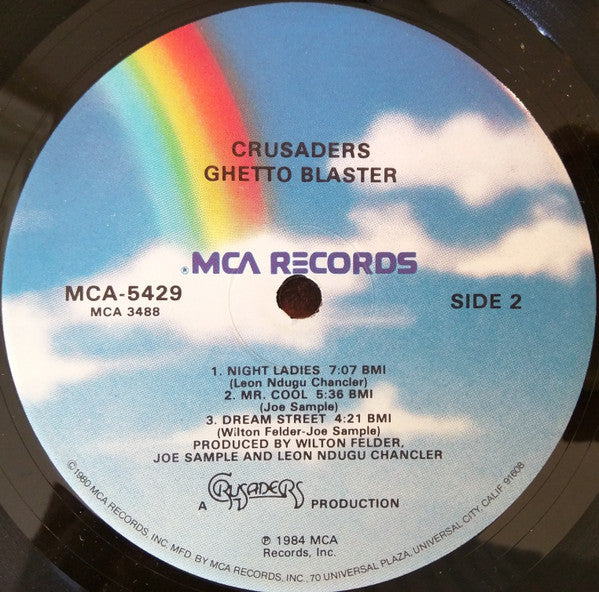 CRUSADERS
GHETTO BLASTER
® MCA RECORDS
MCA-5429
MCA 3488
SIDE 2
1. NIGHT LADIES 7:07 BMI
(Leon Ndugu Chancler)
2. MR. COOL 5:36 BMI
(Joe Sample)
3. DREAM STREET 4:21 BMI
(Wilton Felder-Joe Sample)
PRODUCED BY WILTON FELDER,
JOE SAMPLE AND LEON NDUGU CHANCLER
A CRUSADERS PRODUCTION
℗ 1984 MCA
Records, Inc.
©1980 MCA RECORDS, INC. MFD. BY MCA RECORDS, INC., 70 UNIVERSAL PLAZA, UNIVERSAL CITY, CALIF. 91608